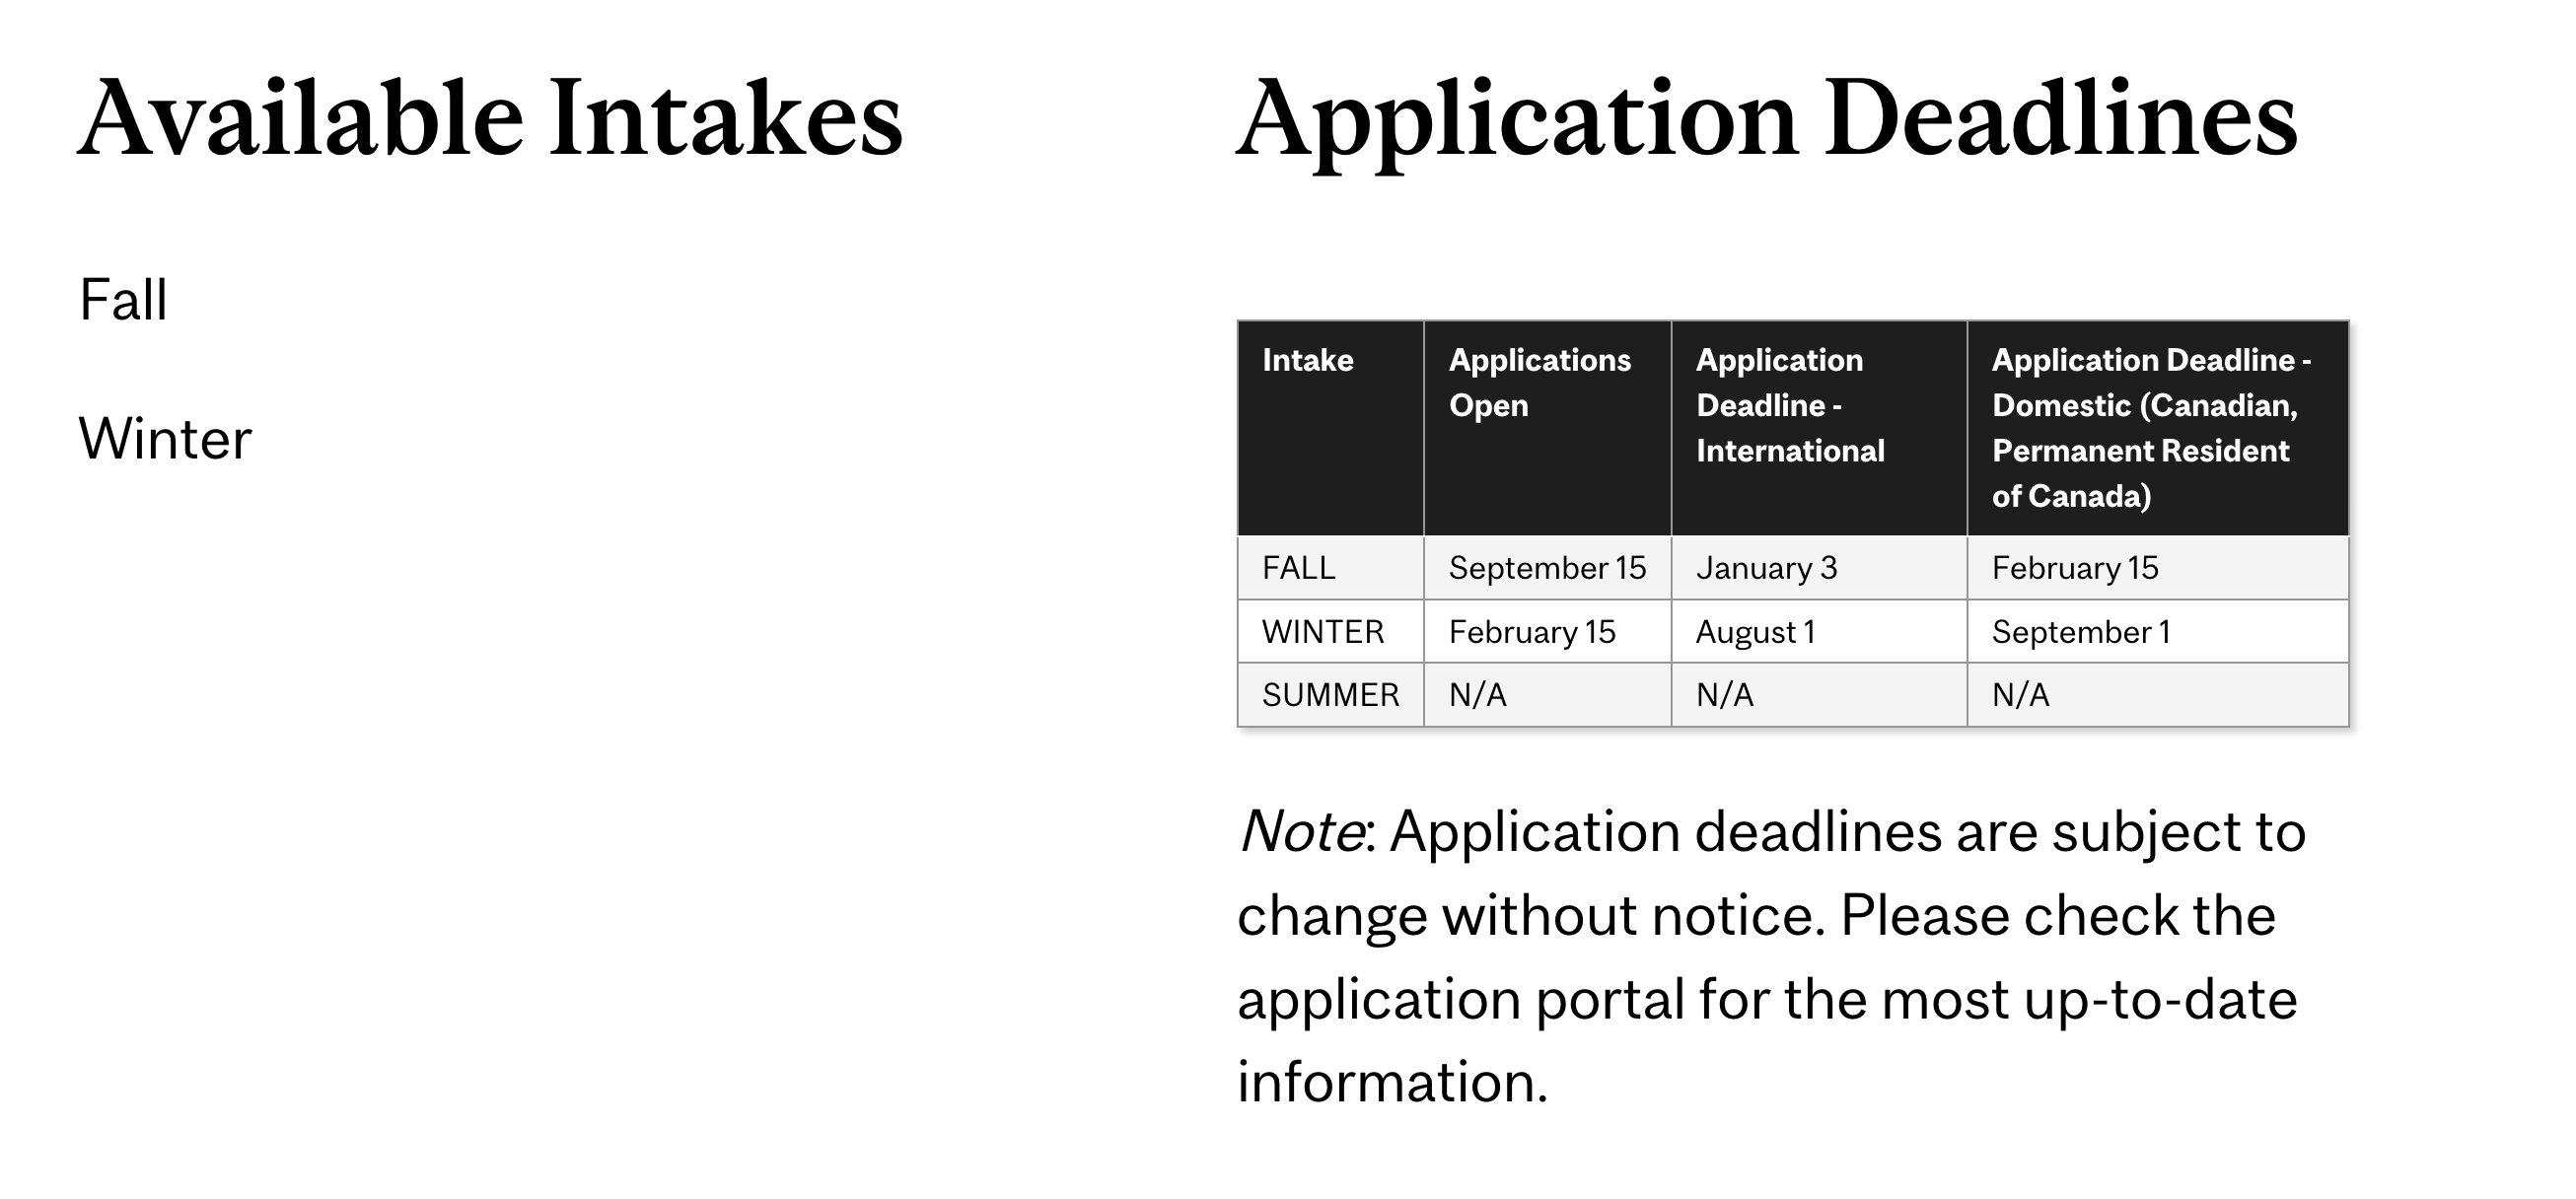 Available Intakes
Fall
Winter
Application Deadlines
Intake
Applications
Open
Application
Deadline -
International
Application Deadline -
Domestic (Canadian,
Permanent Resident
of Canada)
FALL September 15 January 3 February 15
WINTER February 15 August 1 September 1
SUMMER N/A N/A N/A
Note: Application deadlines are subject to
change without notice. Please check the
application portal for the most up-to-date
information.